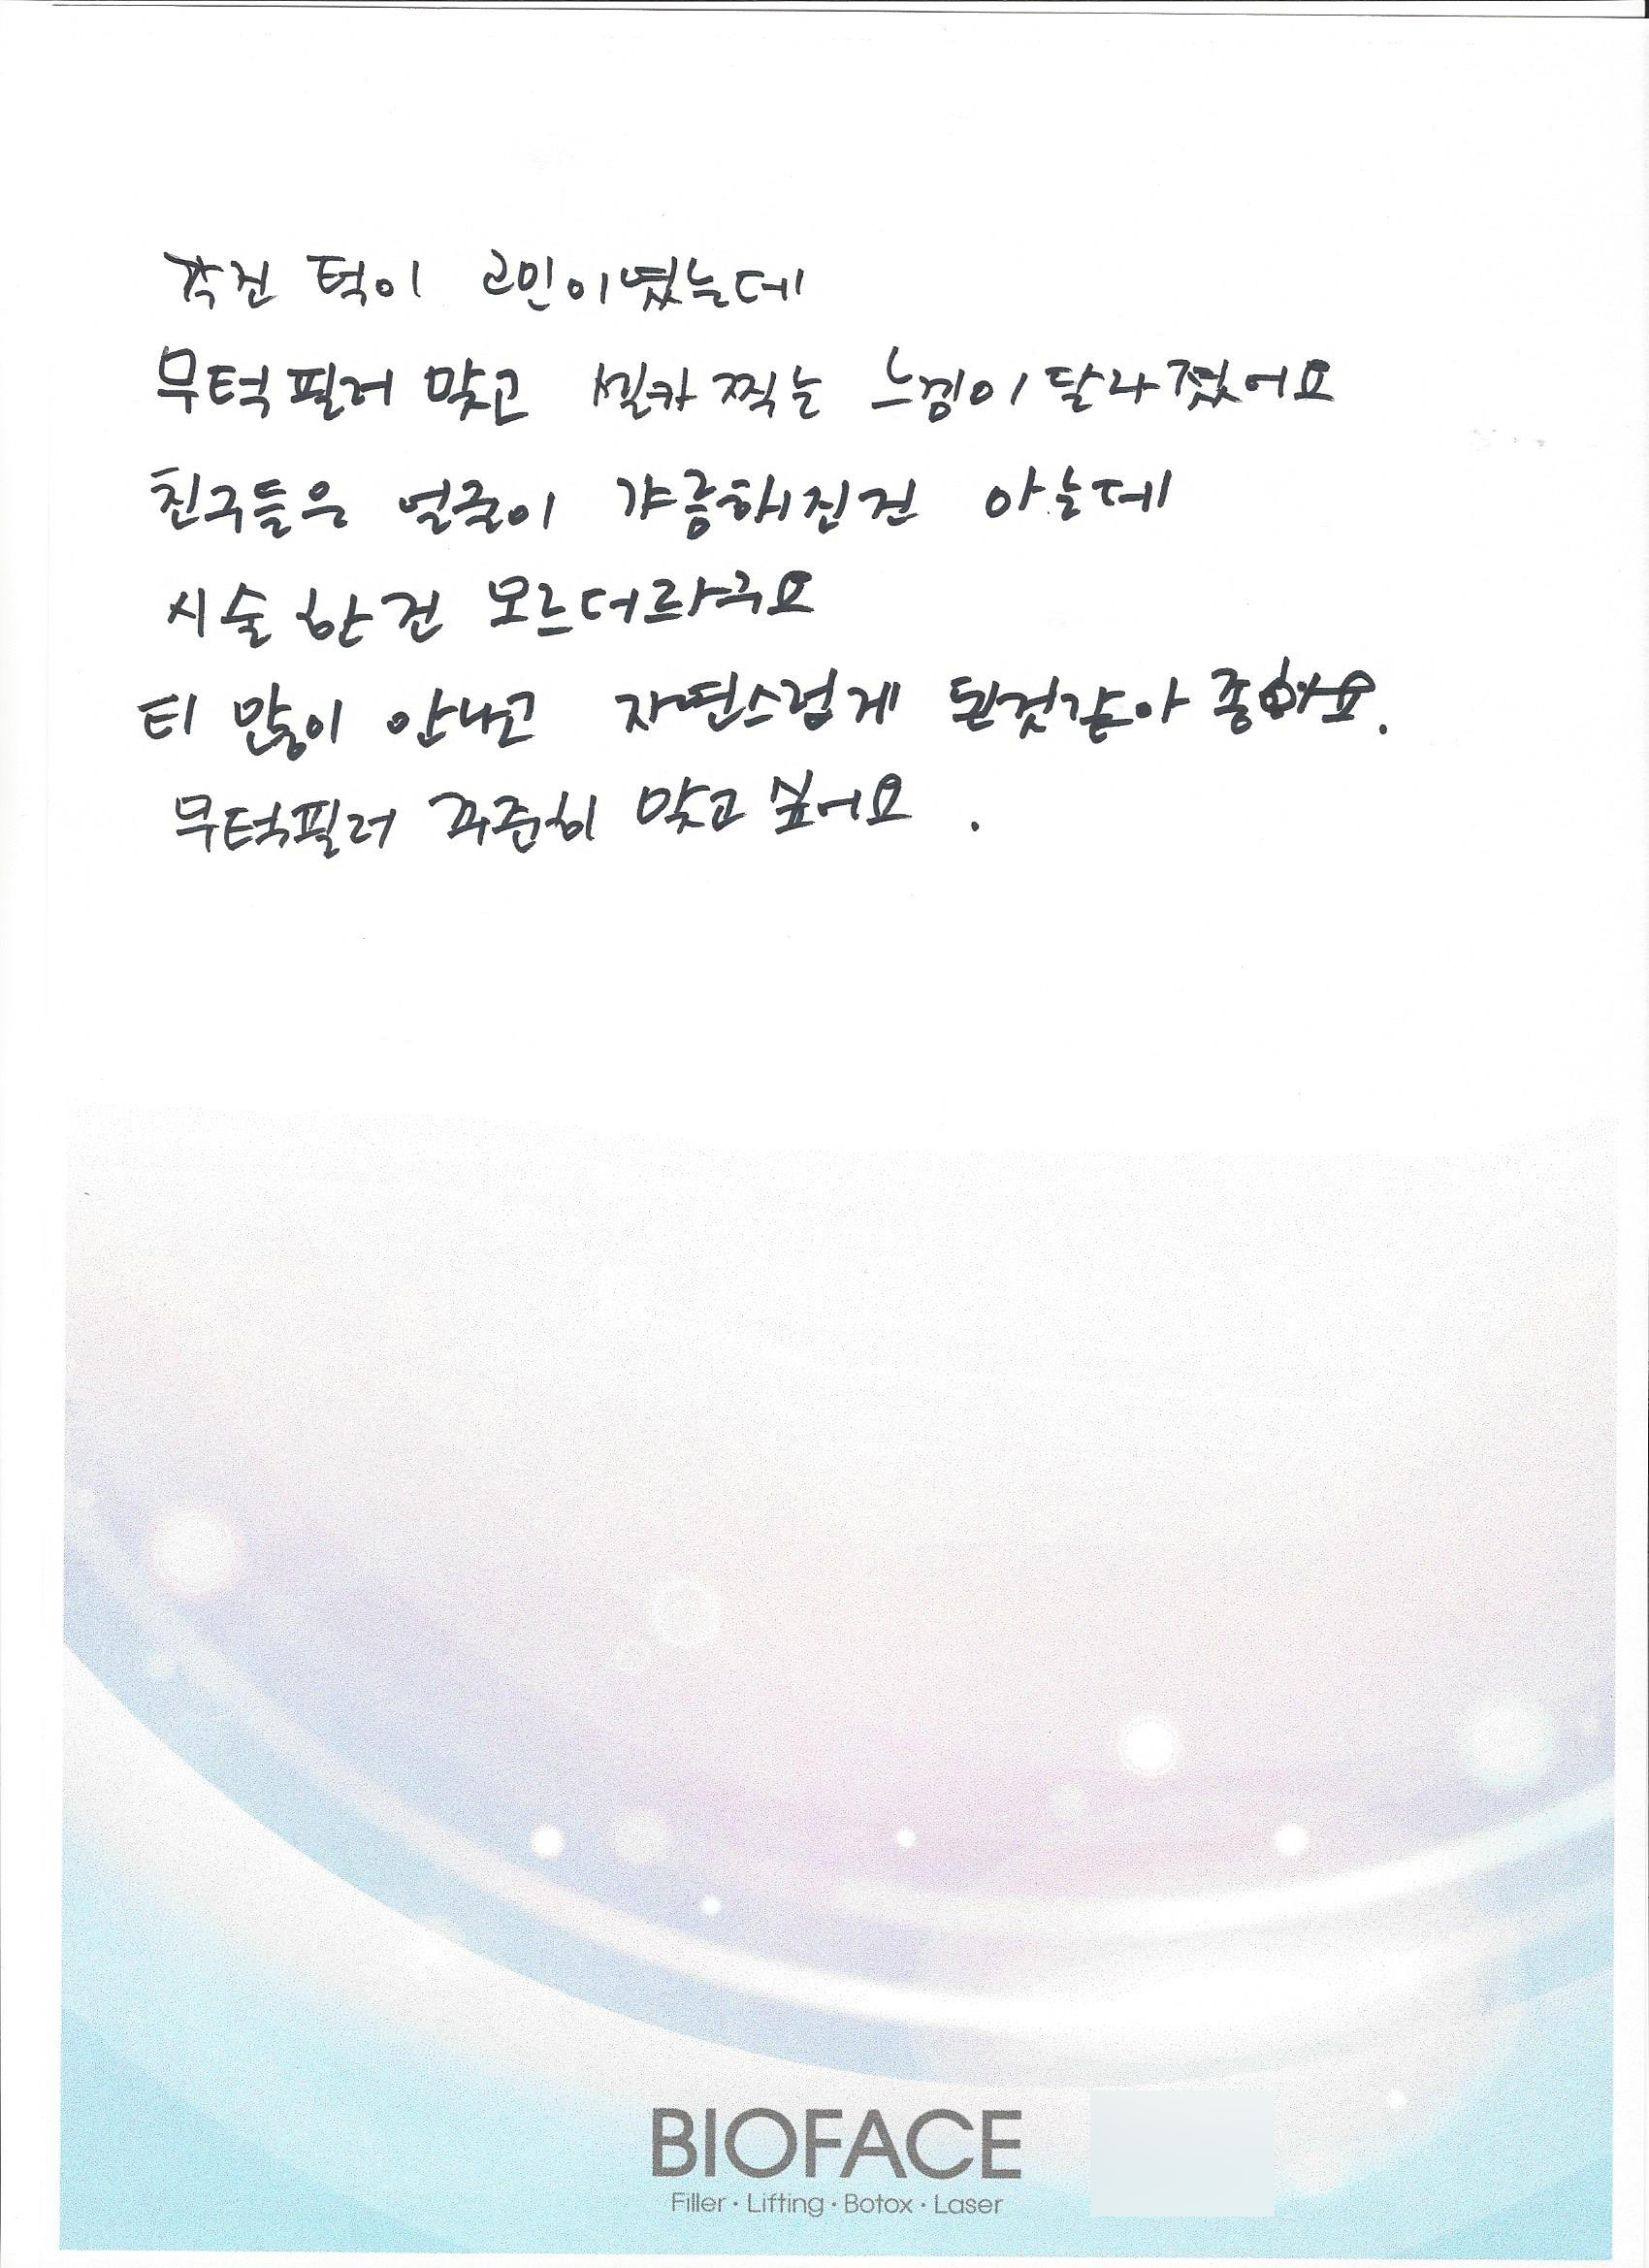 각진 턱이 고민이였는데
무턱필러 맞고 셀카 찍는 느낌이 달라졌어요
친구들은 얼굴이 갸름해진건 아는데
시술 한건 모르더라구요
티 많이 안나고 자연스럽게 된것같아 좋아요.
무턱필러 꾸준히 맞고 싶어요.
BIOFACE
Filler · Lifting · Botox · Laser